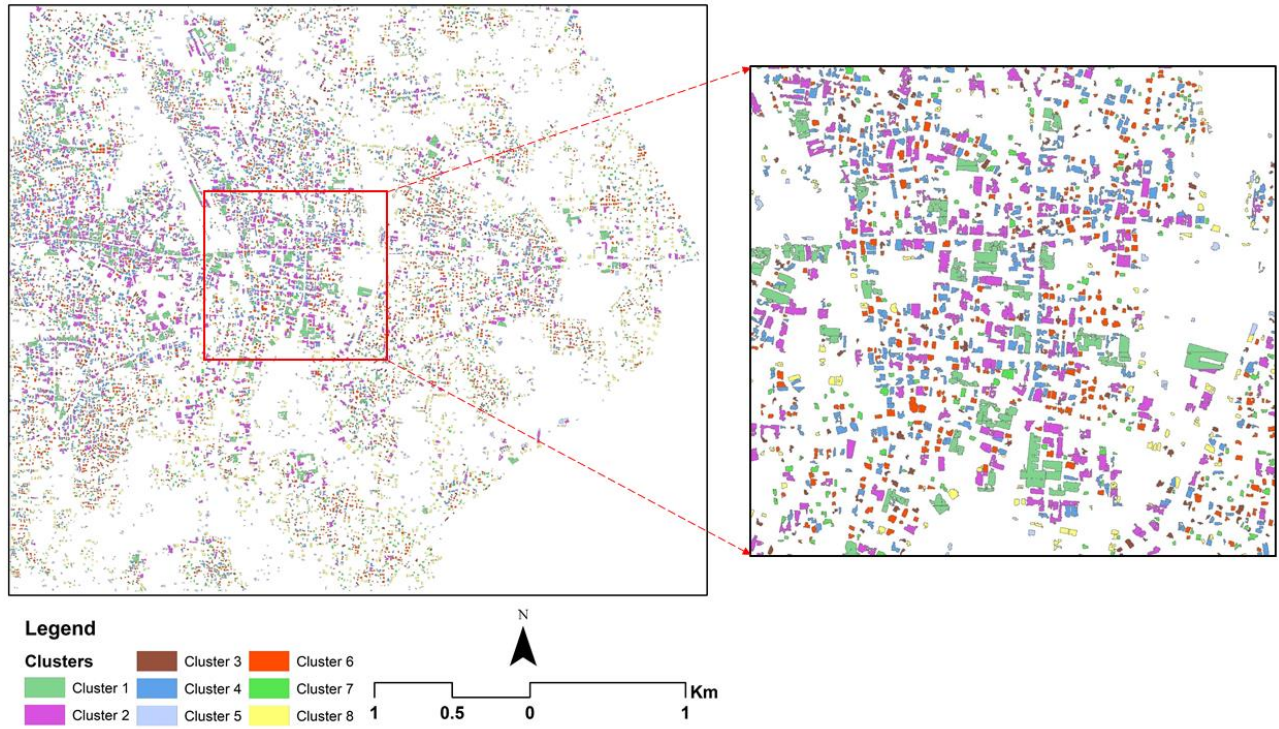 N
Legend
Clusters
Cluster 1
Cluster 2
Cluster 3
Cluster 4
Cluster 5
Cluster 6
Cluster 7
Cluster 8
1 0.5 0 1 Km